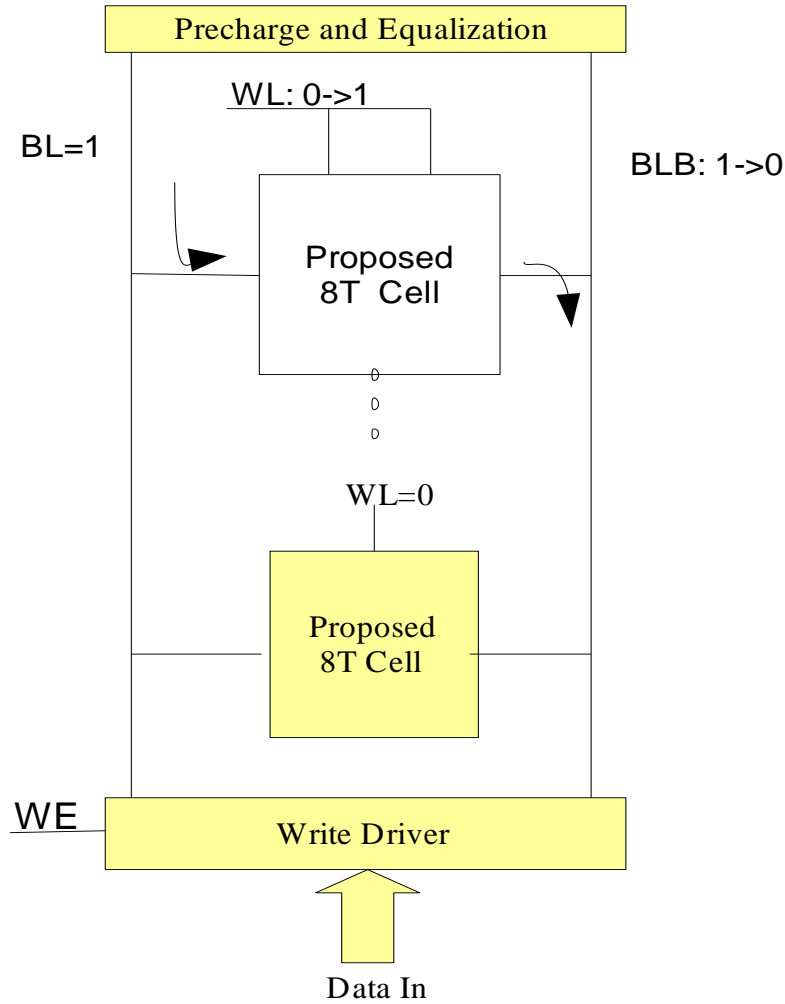 Precharge and Equalization
WL: 0->1
BL=1
BLB: 1->0
Proposed
8T Cell
WL=0
Proposed
8T Cell
WE
Write Driver
Data In